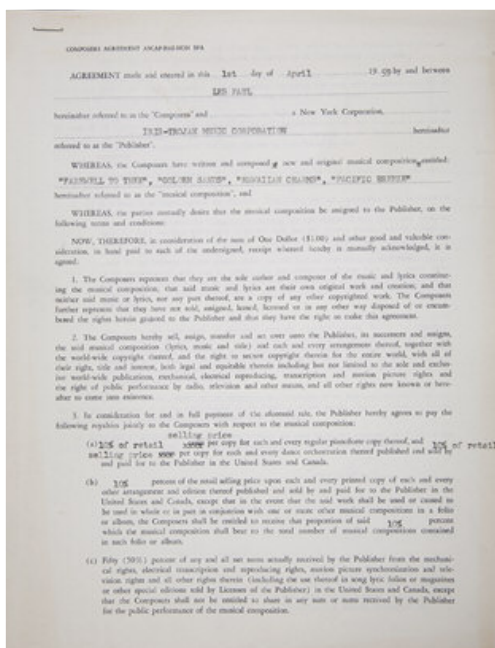 COMPOSERS AGREEMENT ASCAP-BAUMON SPA
AGREEMENT made and entered in this 1st day of April 1959 by and between
LES PAUL
hereinafter referred to as the "Composers" and a New York Corporation,
IRIS-TROJAN MUSIC CORPORATION hereinafter
referred to as the "Publisher".
WHEREAS, the Composers have written and composed a new and original musical composition, entitled:
"FAREWELL TO THEE", "GOLDEN SANDS", "HAWAIIAN CHARMS", "PACIFIC BREEZE"
hereinafter referred to as the "musical composition", and
WHEREAS, the parties mutually desire that the musical composition be assigned to the Publisher, on the
following terms and conditions:
NOW, THEREFORE, in consideration of the sum of One Dollar ($1.00) and other good and valuable con-
sideration, in hand paid to each of the undersigned, receipt whereof hereby is mutually acknowledged, it is
agreed:
1. The Composers represent that they are the sole author and composer of the music and lyrics constitut-
ing the musical composition, that said music and lyrics are their own original work and creation, and that
neither said music or lyrics, nor any part thereof, are a copy of any other copyrighted work. The Composers
further represent that they have not sold, assigned, leased, licensed or in any other way disposed of or encum-
bered the rights herein granted to the Publisher and that they have the right to make this agreement.
2. The Composers hereby sell, assign, transfer and set over unto the Publisher, its successors and assigns,
the said musical composition (lyrics, music and title) and each and every arrangement thereof, together with
the world-wide copyright thereof, and the right to secure copyright therein for the entire world, with all of
their right, title and interest, both legal and equitable therein including but not limited to the sole and exclu-
sive world-wide publications, mechanical, electrical reproducing, transcription and motion picture rights and
the right of public performance by radio, television and other means, and all other rights now known or here-
after to come into existence.
3. In consideration for and in full payment of the aforesaid rule, the Publisher hereby agrees to pay the
following royalties jointly to the Composers with respect to the musical composition:
selling price
(a) 10% of retail per copy for each and every regular pianoforte copy thereof, and 10% of retail
selling price per copy for each and every dance orchestration thereof published and sold by
and paid for to the Publisher in the United States and Canada.
(b) 10% percent of the retail selling price upon each and every printed copy of each and every
other arrangement and edition thereof published and sold by and paid for to the Publisher in the
United States and Canada, except that in the event that the said work shall be used or caused to
be used in whole or in part in conjunction with one or more other musical compositions in a folio
or album, the Composers shall be entitled to receive that proportion of said 10% percent
which the musical composition shall bear to the total number of musical compositions contained
in such folio or album.
(c) Fifty (50%) percent of any and all net sums actually received by the Publisher from the mechani-
cal rights, electrical transcription and reproducing rights, motion picture synchronization and tele-
vision rights and all other rights therein (including the use thereof in song lyric folios or magazines
or other special editions sold by Licensees of the Publisher) in the United States and Canada, except
that the Composers shall not be entitled to share in any sum or sums received by the Publisher
for the public performance of the musical composition.